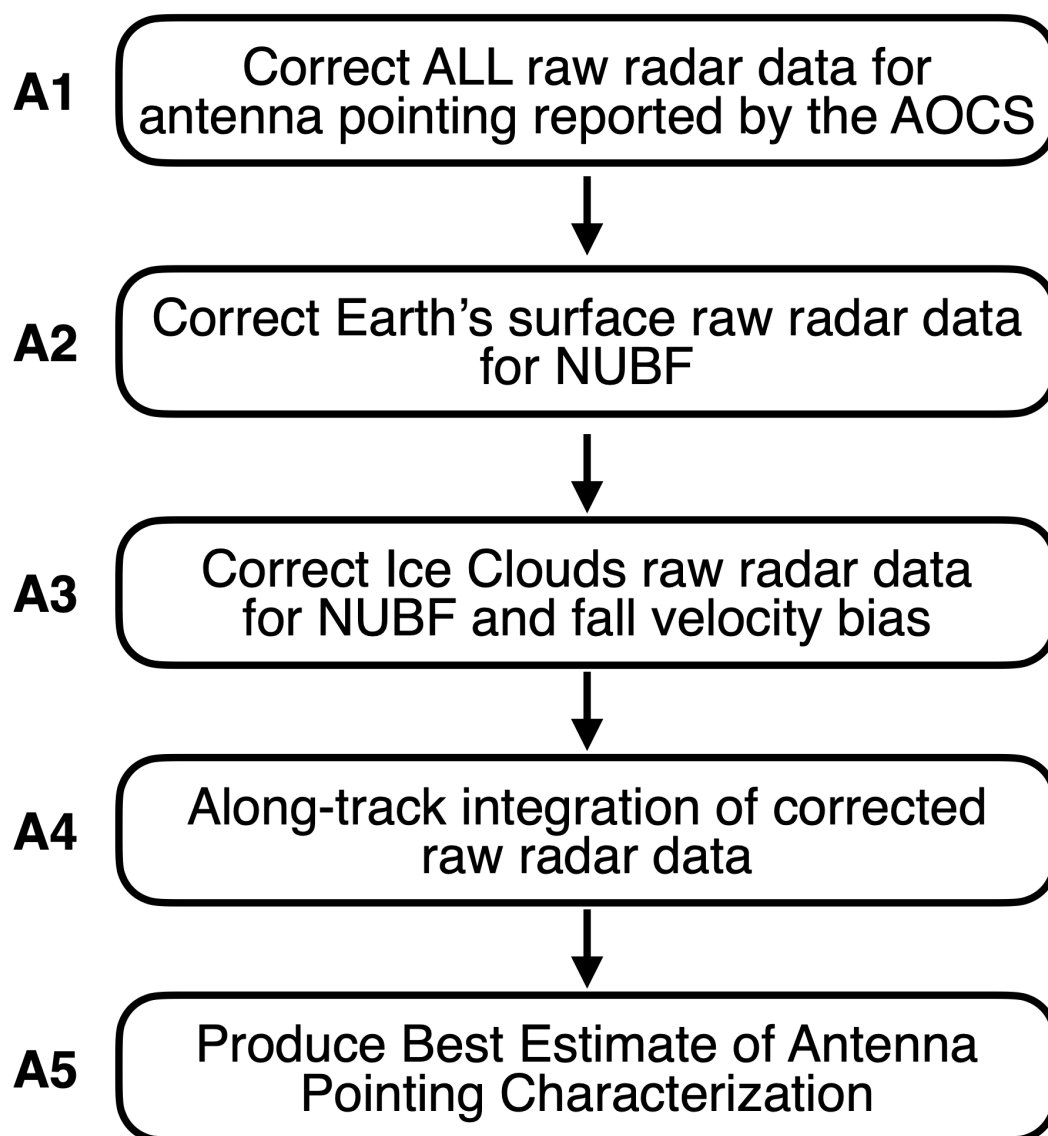 A1
Correct ALL raw radar data for
antenna pointing reported by the AOCS
A2
Correct Earth’s surface raw radar data
for NUBF
A3
Correct Ice Clouds raw radar data
for NUBF and fall velocity bias
A4
Along-track integration of corrected
raw radar data
A5
Produce Best Estimate of Antenna
Pointing Characterization